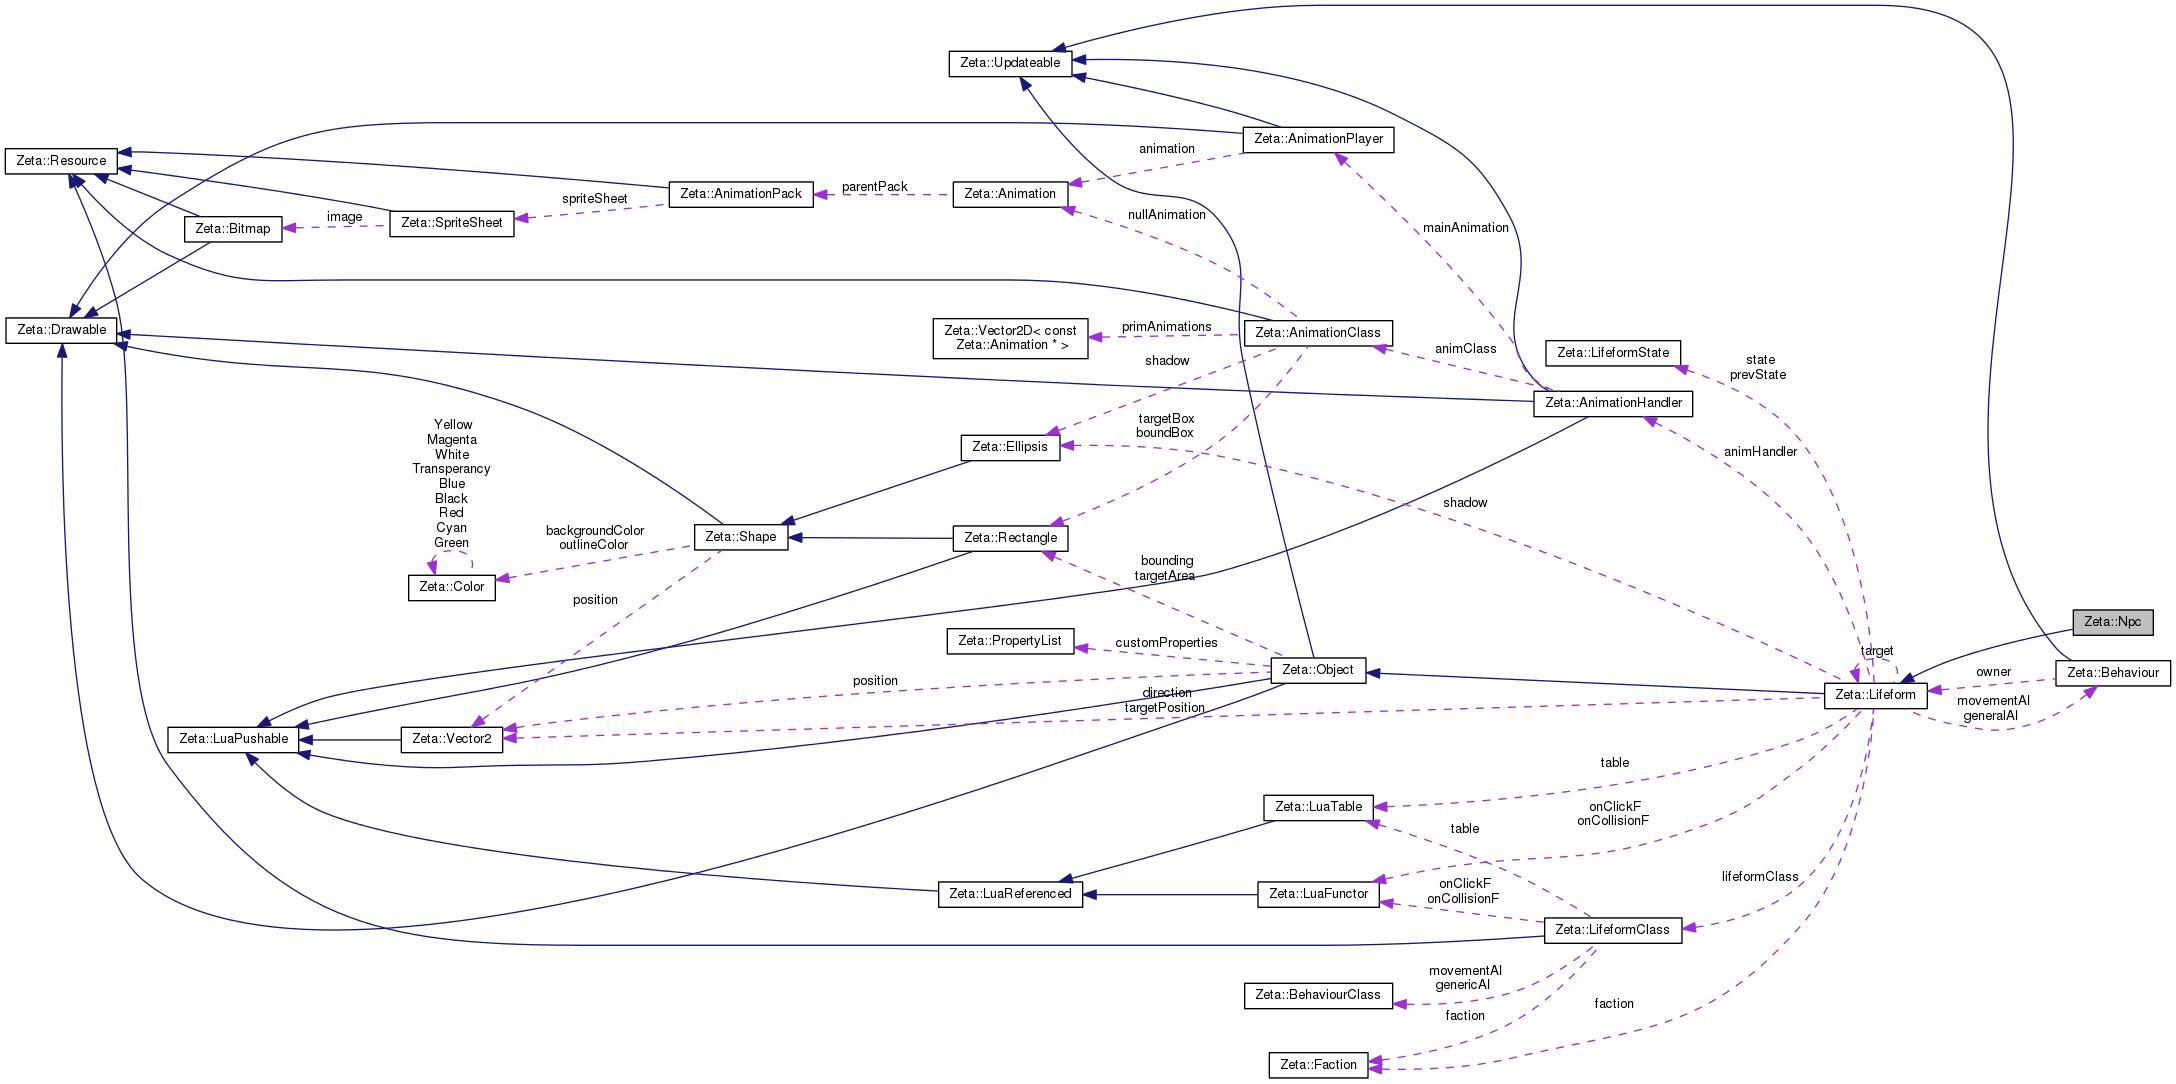 Zeta::Updateable
Zeta::AnimationPlayer
animation
Zeta::Resource
Zeta::AnimationPack
parentPack
Zeta::Animation
spriteSheet
image
Zeta::SpriteSheet
Zeta::Bitmap
nullAnimation
mainAnimation
Zeta::Drawable
Zeta::Vector2D< const
Zeta::Animation * >
primAnimations
Zeta::AnimationClass
shadow
animClass
Zeta::LifeformState
state
prevState
Zeta::AnimationHandler
Yellow
Magenta
White
Transperancy
Blue
Black
Red
Cyan
Green
Zeta::Color
targetBox
boundBox
Zeta::Ellipsis
animHandler
shadow
backgroundColor
outlineColor
Zeta::Shape
Zeta::Rectangle
bounding
targetArea
position
Zeta::PropertyList
customProperties
Zeta::Object
Zeta::Npc
target
owner
Zeta::Behaviour
Zeta::Lifeform
movementAI
generalAI
position
direction
targetPosition
Zeta::LuaPushable
Zeta::Vector2
table
Zeta::LuaTable
onClickF
onCollisionF
table
lifeformClass
Zeta::LuaReferenced
Zeta::LuaFunctor
onClickF
onCollisionF
Zeta::LifeformClass
movementAI
genericAI
Zeta::BehaviourClass
faction
faction
Zeta::Faction